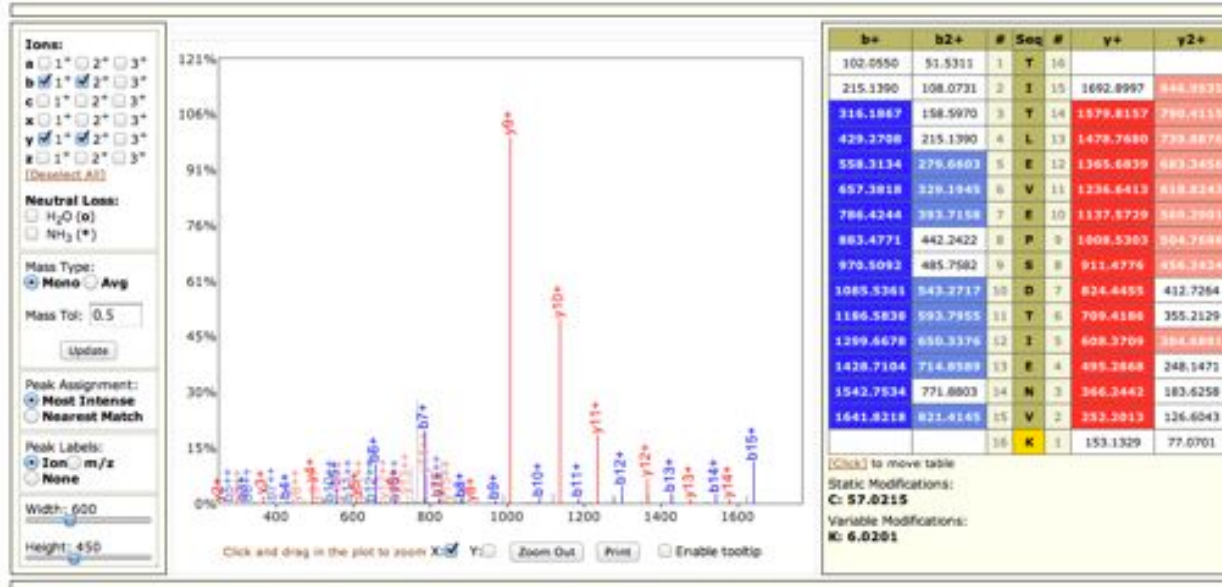 Ions:
a 1+ 2+ 3+
b 1+ 2+ 3+
c 1+ 2+ 3+
x 1+ 2+ 3+
y 1+ 2+ 3+
z 1+ 2+ 3+
[Deselect All]
Neutral Loss:
H2O (o)
NH3 (*)
Mass Type:
Mono Avg
Mass Tol: 0.5
Update
Peak Assignment:
Most Intense
Nearest Match
Peak Labels:
Ion m/z
None
Width: 600
Height: 450
121%
106%
91%
76%
61%
45%
30%
15%
0%
400 600 800 1000 1200 1400 1600
y9+
y10+
y11+
b7+
b6+
b15+
y12+
b12+
b13+
b14+
y13+
y14+
b10+
b11+
b9+
b4+
y3+
y4+
Click and drag in the plot to zoom X: Y: Zoom Out Print Enable tooltip
b+ b2+ # Seq # y+ y2+
102.0550 51.5311 1 T 16
215.1390 108.0731 2 I 15 1692.8997
316.1867 158.5970 3 T 14 1579.8157 790.4115
429.2708 215.1390 4 L 13 1478.7680
558.3134 279.6603 5 E 12 1365.6839 683.3456
657.3818 329.1945 6 V 11 1236.6413
786.4244 393.7158 7 E 10 1137.5729
883.4771 442.2422 8 P 9 1008.5303
970.5092 485.7582 9 S 8 911.4776
1085.5361 543.2717 10 D 7 824.4455 412.7264
1186.5838 593.7955 11 T 6 709.4186 355.2129
1299.6678 650.3376 12 I 5 608.3709
1428.7104 714.8589 13 E 4 495.2868 248.1471
1542.7534 771.8803 14 N 3 366.2442 183.6258
1641.8218 821.4145 15 V 2 252.2013 126.6043
16 K 1 153.1329 77.0701
[Click] to move table
Static Modifications:
C: 57.0215
Variable Modifications:
K: 6.0201